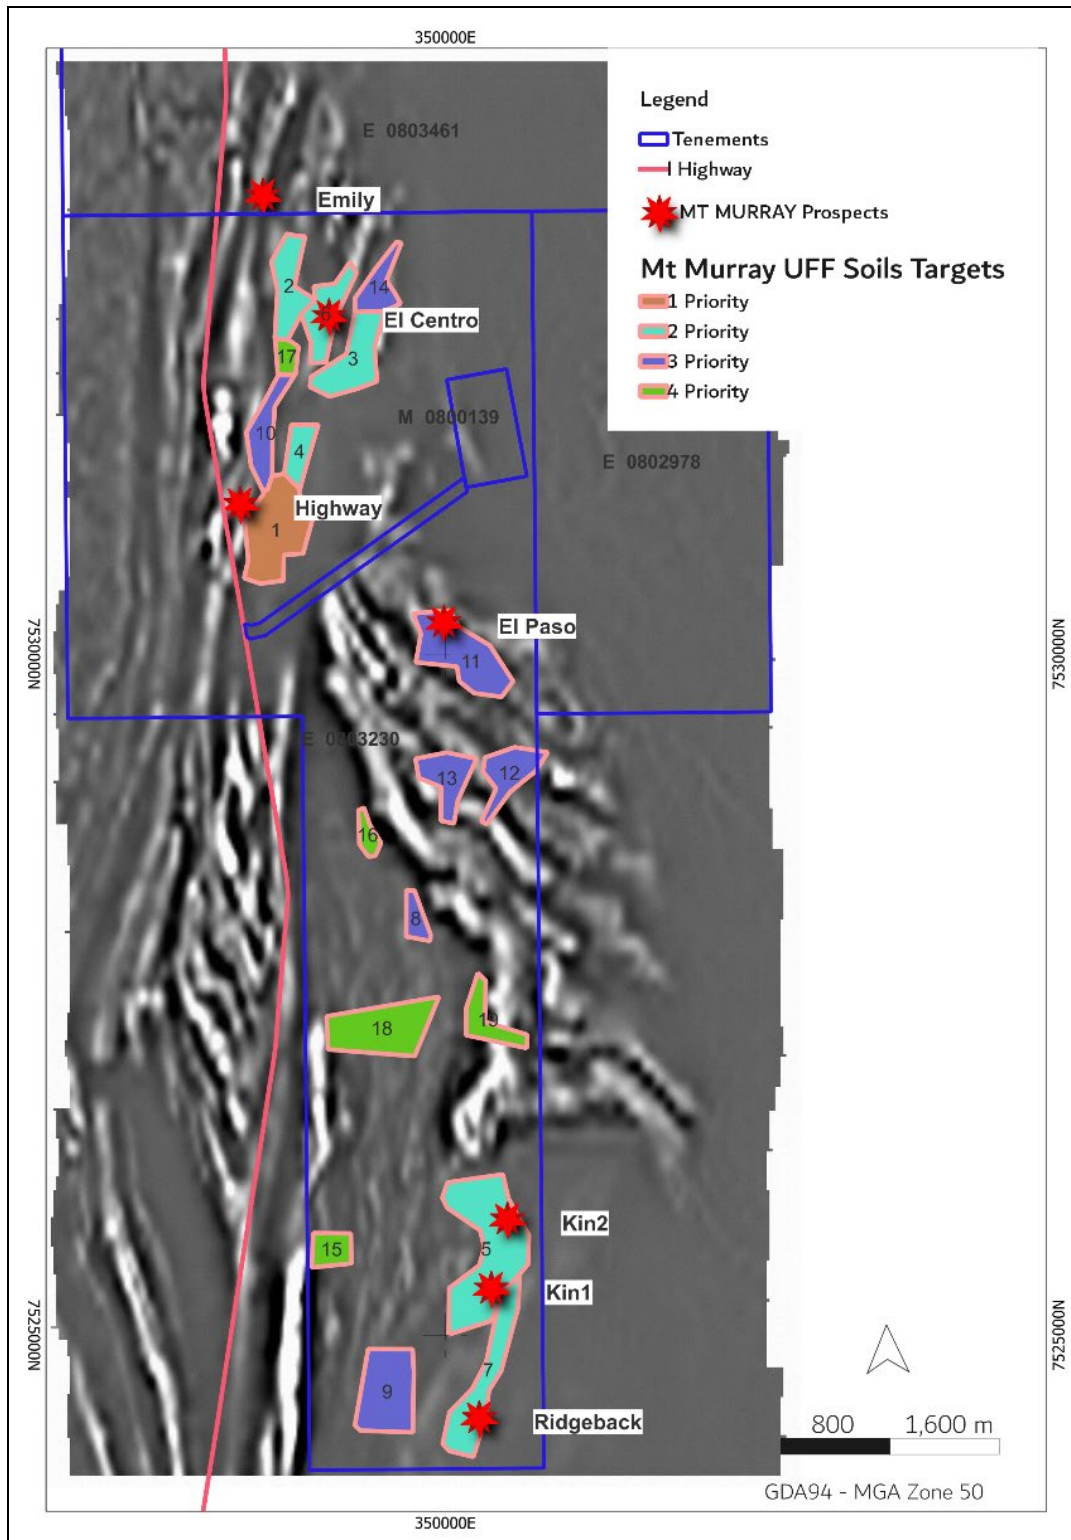 350000E
Legend
Tenements
Highway
MT MURRAY Prospects
Mt Murray UFF Soils Targets
1 Priority
2 Priority
3 Priority
4 Priority
E 0803461
Emily
2
14
6
El Centro
17
3
M 0800139
10
4
E 0802978
Highway
1
El Paso
7530000N
7530000N
11
E 0803230
13
12
16
8
18
19
Kin2
5
15
Kin1
7525000N
7525000N
7
9
Ridgeback
800
1,600 m
GDA94 - MGA Zone 50
350000E